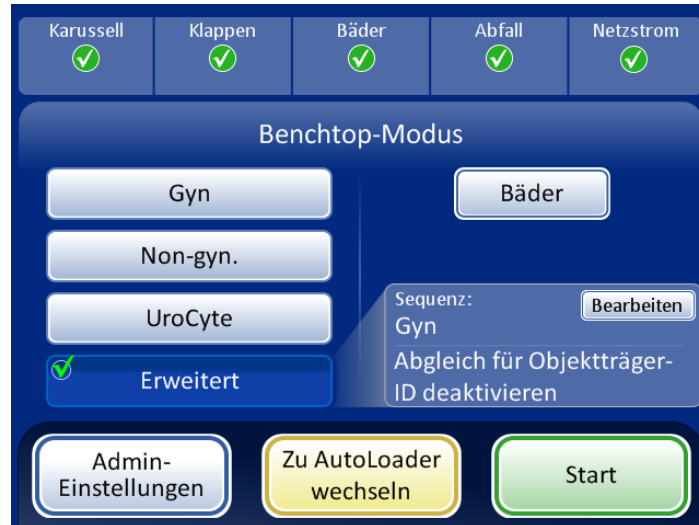 Karussell
Klappen
Bäder
Abfall
Netzstrom
Benchtop-Modus
Gyn
Bäder
Non-gyn.
UroCyte
Erweitert
Sequenz:
Bearbeiten
Gyn
Abgleich für Objektträger-
ID deaktivieren
Admin-
Einstellungen
Zu AutoLoader
wechseln
Start